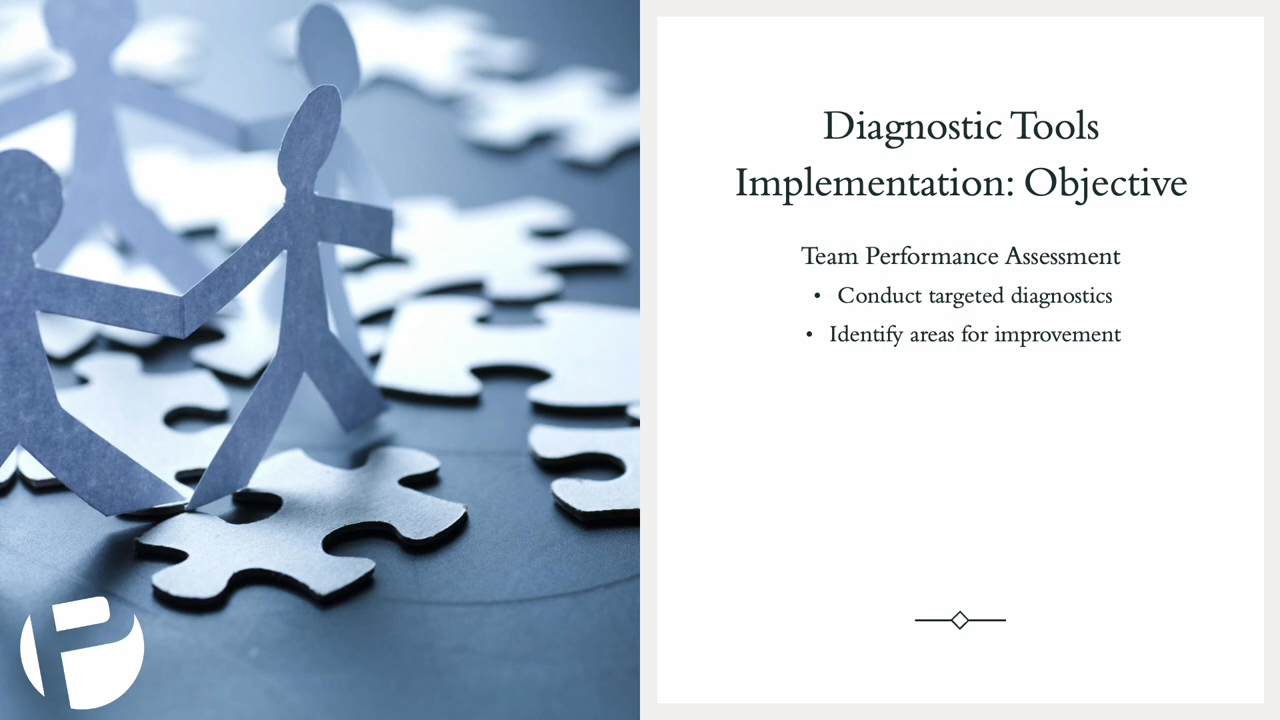 Diagnostic Tools
Implementation: Objective
Team Performance Assessment
• Conduct targeted diagnostics
• Identify areas for improvement
P